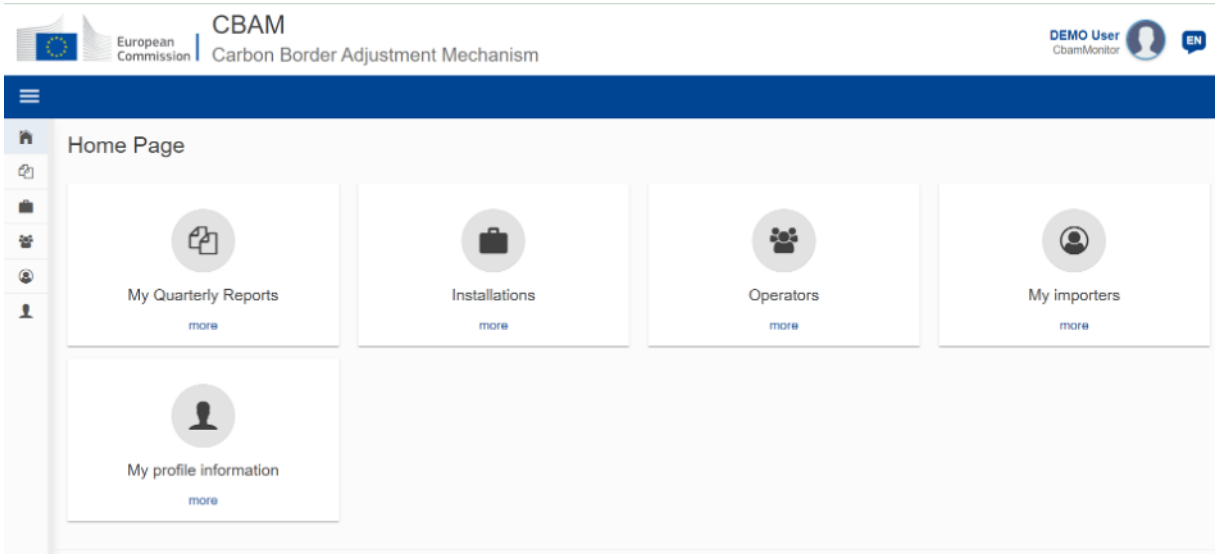 European
Commission
CBAM
Carbon Border Adjustment Mechanism
DEMO User
CbamMonitor
EN
Home Page
My Quarterly Reports
more
Installations
more
Operators
more
My importers
more
My profile information
more